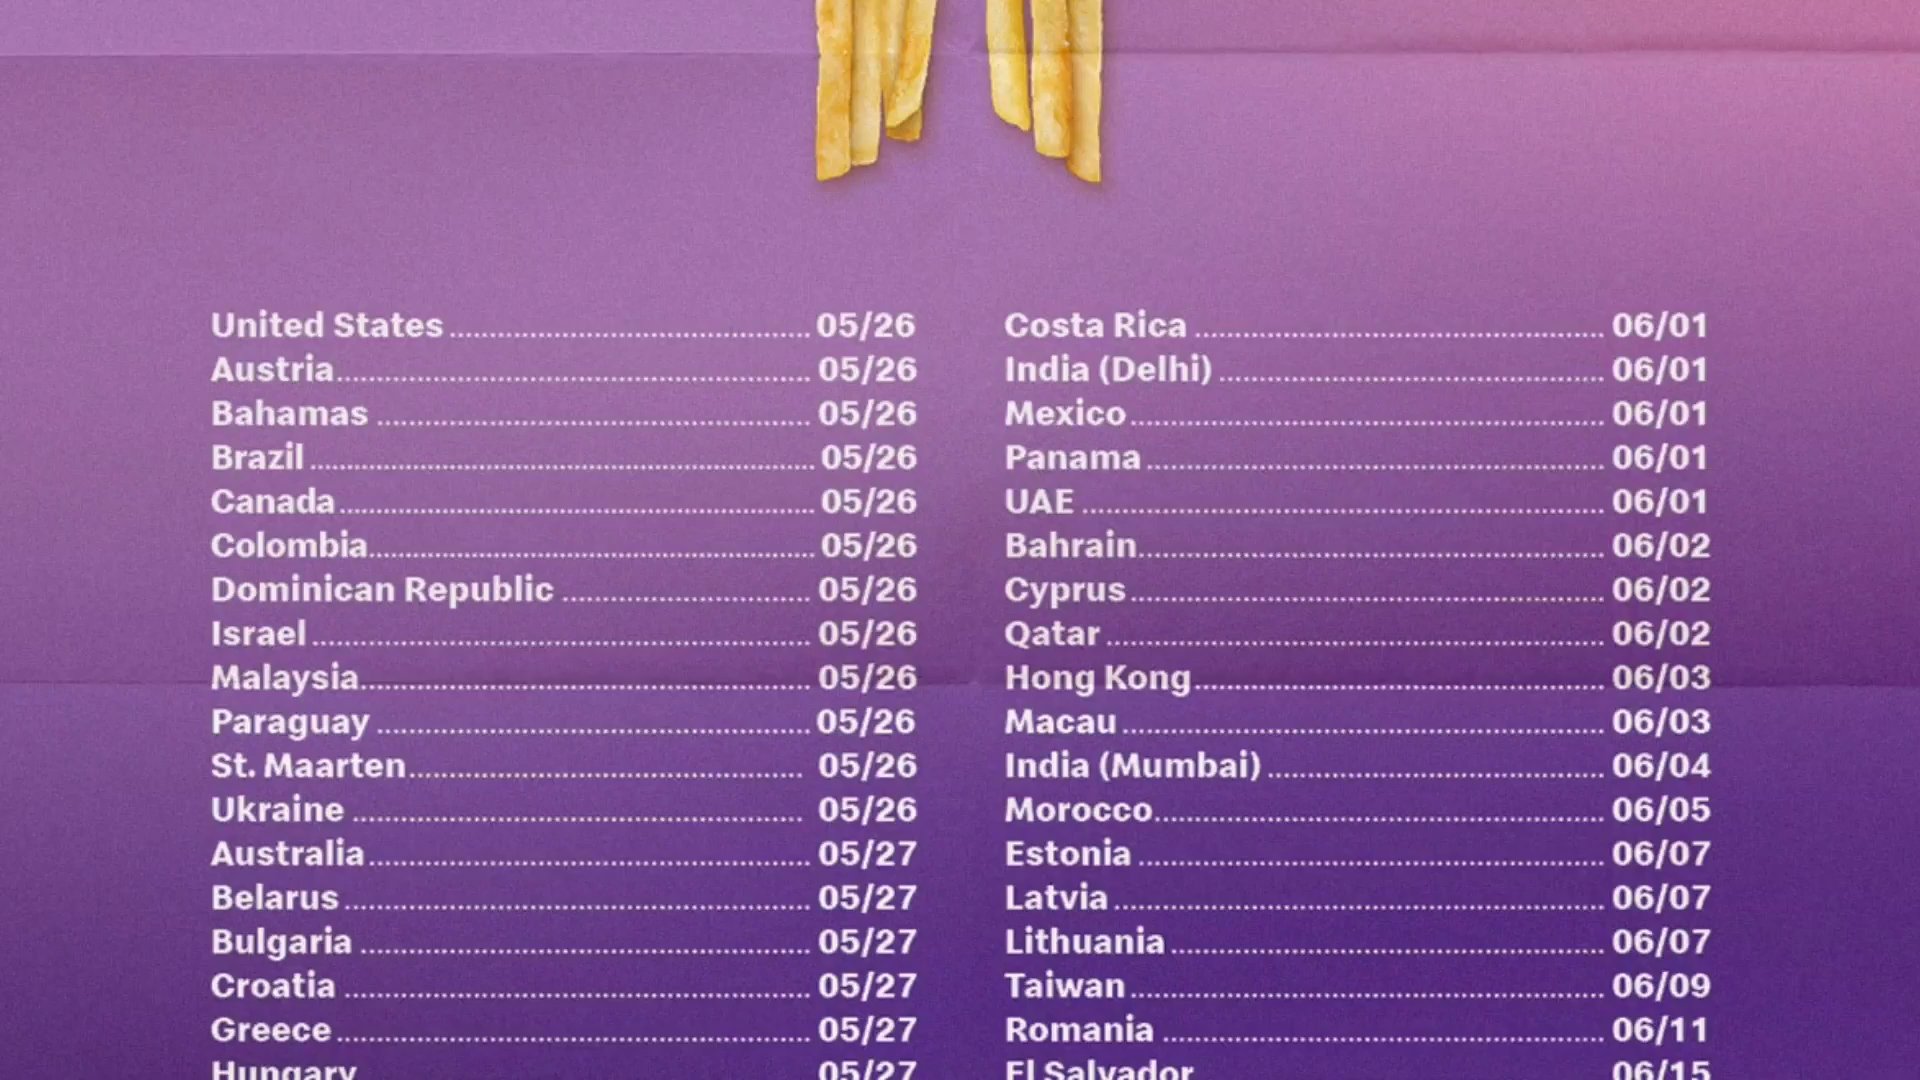 United States 05/26
Austria 05/26
Bahamas 05/26
Brazil 05/26
Canada 05/26
Colombia 05/26
Dominican Republic 05/26
Israel 05/26
Malaysia 05/26
Paraguay 05/26
St. Maarten 05/26
Ukraine 05/26
Australia 05/27
Belarus 05/27
Bulgaria 05/27
Croatia 05/27
Greece 05/27
Hungary 05/27
Costa Rica 06/01
India (Delhi) 06/01
Mexico 06/01
Panama 06/01
UAE 06/01
Bahrain 06/02
Cyprus 06/02
Qatar 06/02
Hong Kong 06/03
Macau 06/03
India (Mumbai) 06/04
Morocco 06/05
Estonia 06/07
Latvia 06/07
Lithuania 06/07
Taiwan 06/09
Romania 06/11
El Salvador 06/15